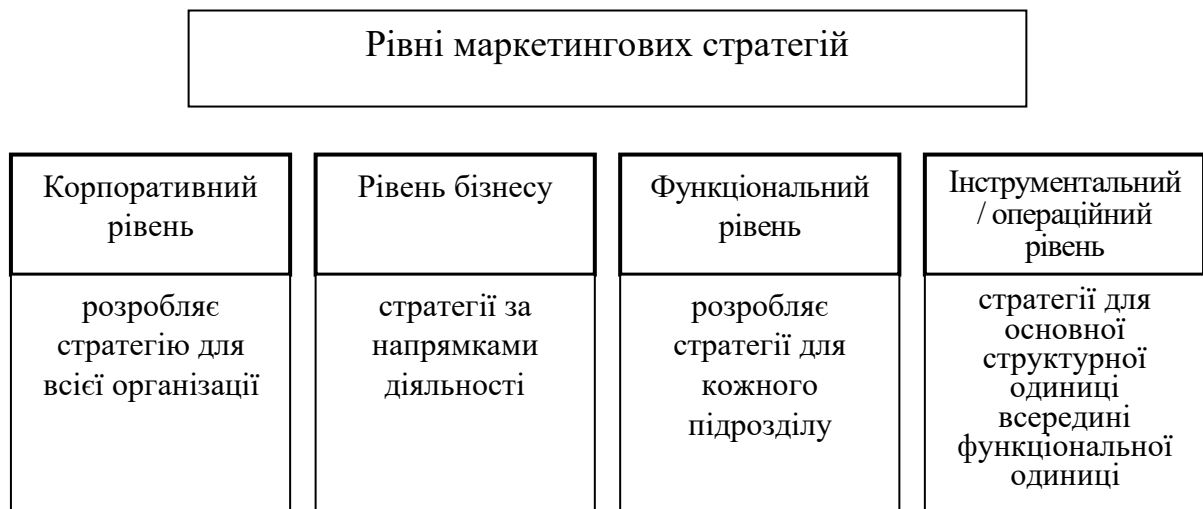 Рівні маркетингових стратегій
Корпоративний
рівень
розробляє
стратегію для
всієї організації
Рівень бізнесу
стратегії за
напрямками
діяльності
Функціональний
рівень
розробляє
стратегії для
кожного
підрозділу
Інструментальний
/ операційний
рівень
стратегії для
основної
структурної
одиниці
всередині
функціональної
одиниці